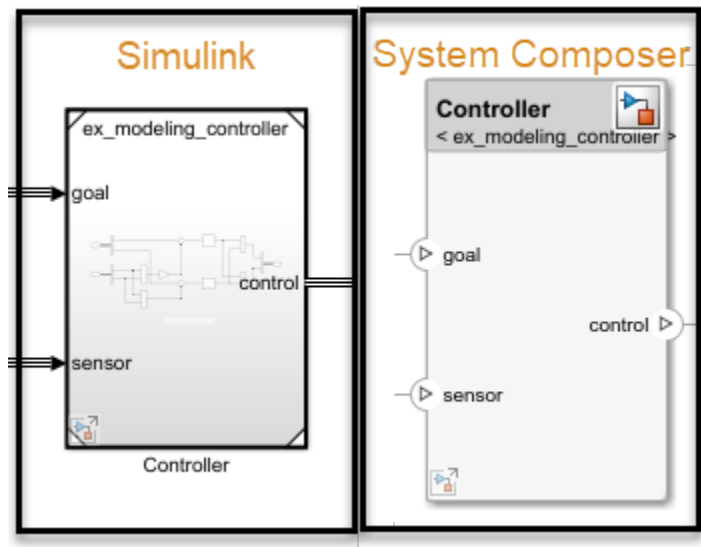 Simulink
ex_modeling_controller
goal
control
sensor
Controller
System Composer
Controller
< ex_modeling_controller >
goal
control
sensor